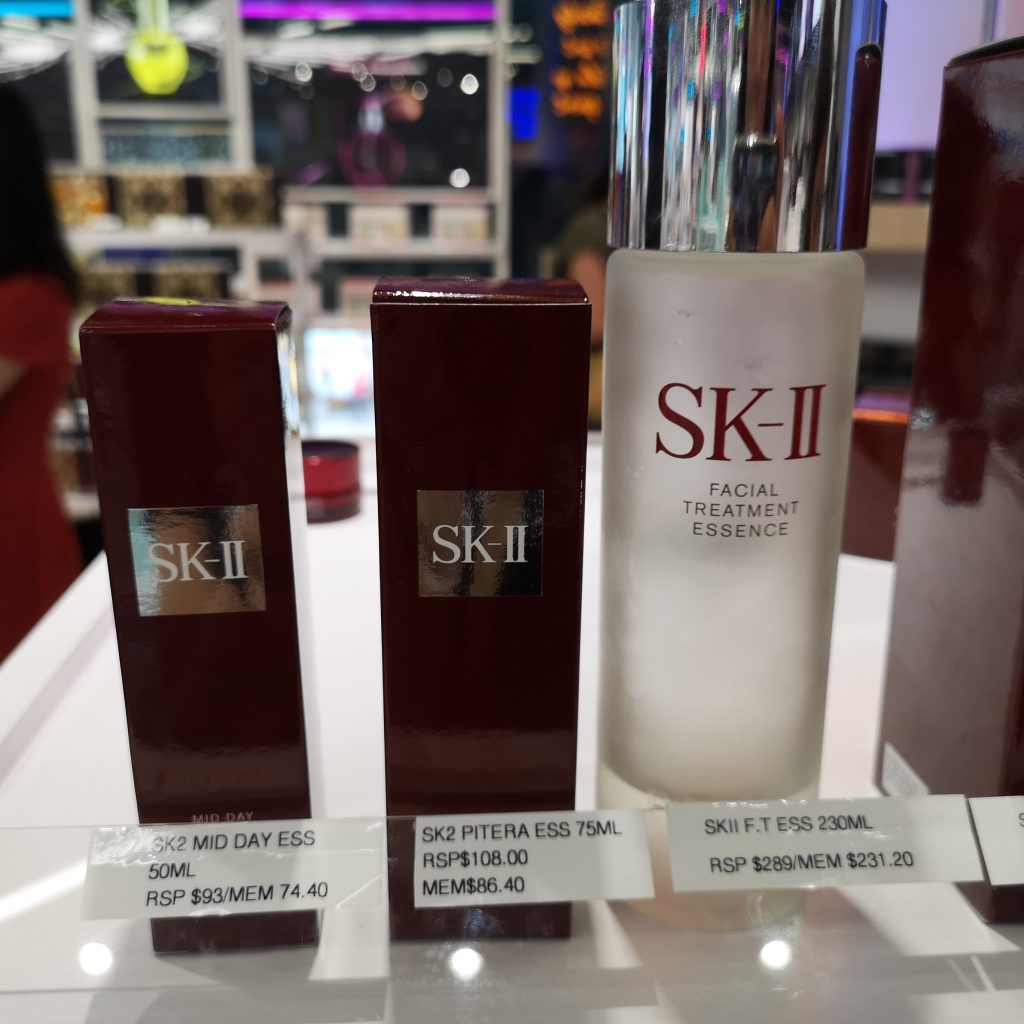 SK-II
FACIAL
TREATMENT
ESSENCE
SK-II
SK-II
PITERA
MID DAY
SK2 MID DAY ESS
50ML
RSP $93/MEM 74.40
SK2 PITERA ESS 75ML
RSP$108.00
MEM$86.40
SKII F.T ESS 230ML
RSP $289/MEM $231.20
S